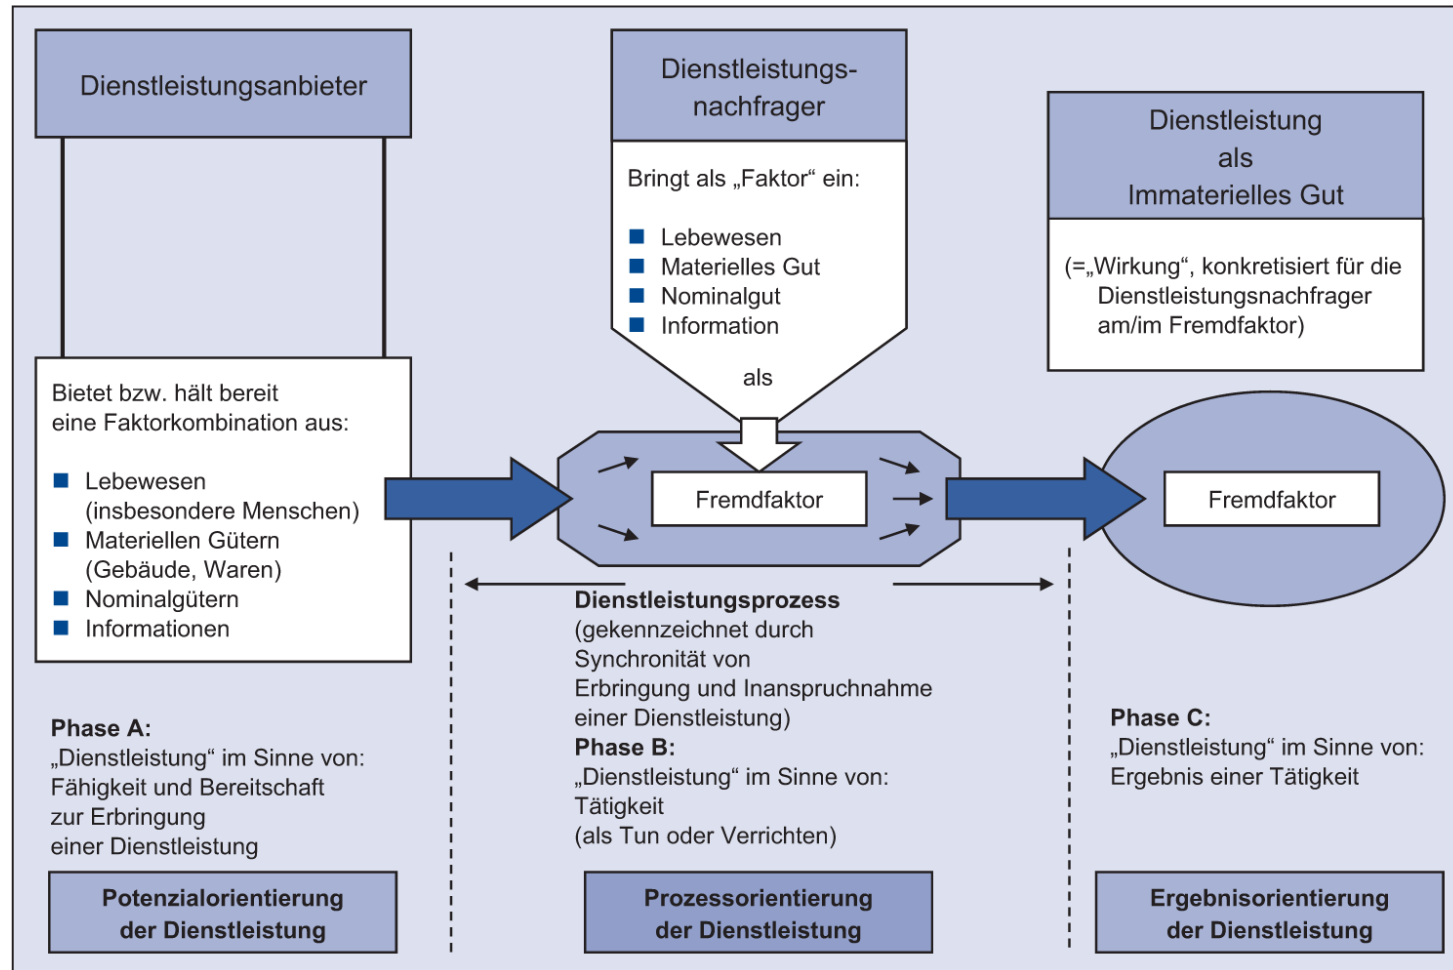 Dienstleistungsanbieter
Bietet bzw. hält bereit
eine Faktorkombination aus:
Lebewesen
(insbesondere Menschen)
Materiellen Gütern
(Gebäude, Waren)
Nominalgütern
Informationen
Phase A:
„Dienstleistung“ im Sinne von:
Fähigkeit und Bereitschaft
zur Erbringung
einer Dienstleistung
Potenzialorientierung
der Dienstleistung
Dienstleistungs-
nachfrager
Bringt als „Faktor“ ein:
Lebewesen
Materielles Gut
Nominalgut
Information
als
Fremdfaktor
Dienstleistungsprozess
(gekennzeichnet durch
Synchronität von
Erbringung und Inanspruchnahme
einer Dienstleistung)
Phase B:
„Dienstleistung“ im Sinne von:
Tätigkeit
(als Tun oder Verrichten)
Prozessorientierung
der Dienstleistung
Dienstleistung
als
Immaterielles Gut
(=„Wirkung“, konkretisiert für die
Dienstleistungsnachfrager
am/im Fremdfaktor)
Fremdfaktor
Phase C:
„Dienstleistung“ im Sinne von:
Ergebnis einer Tätigkeit
Ergebnisorientierung
der Dienstleistung